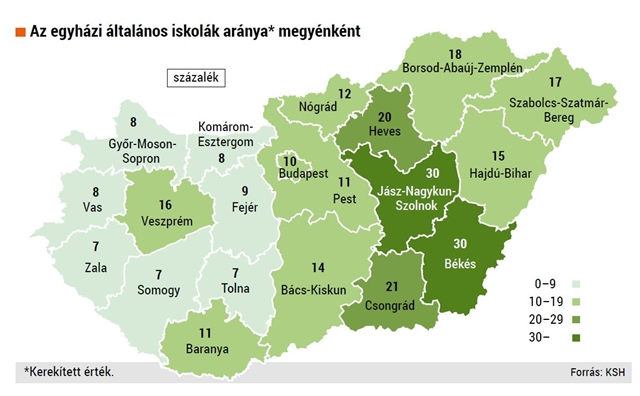 Az egyházi általános iskolák aránya* megyénként
százalék
18
Borsod-Abaúj-Zemplén
17
Szabolcs-Szatmár-
Bereg
12
Nógrád
20
Heves
8
Győr-Moson-
Sopron
Komárom-
Esztergom
8
10
Budapest
11
Pest
30
Jász-Nagykun-
Szolnok
15
Hajdú-Bihar
8
Vas
16
Veszprém
9
Fejér
7
Zala
7
Somogy
7
Tolna
14
Bács-Kiskun
21
Csongrád
30
Békés
11
Baranya
0–9
10–19
20–29
30–
*Kerekített érték.
Forrás: KSH